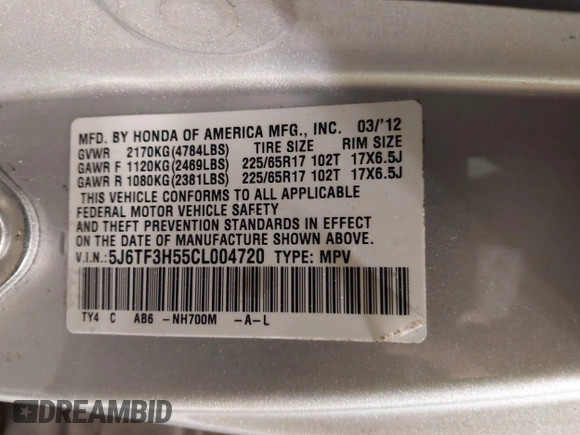 MFD. BY HONDA OF AMERICA MFG., INC. 03/'12
GVWR 2170KG(4784LBS) TIRE SIZE RIM SIZE
GAWR F 1120KG(2469LBS) 225/65R17 102T 17X6.5J
GAWR R 1080KG(2381LBS) 225/65R17 102T 17X6.5J
THIS VEHICLE CONFORMS TO ALL APPLICABLE
FEDERAL MOTOR VEHICLE SAFETY
AND THEFT PREVENTION STANDARDS IN EFFECT
ON THE DATE OF MANUFACTURE SHOWN ABOVE.
V.I.N.: 5J6TF3H55CL004720 TYPE: MPV
TY4 C AB6 -NH700M -A-L
DREAMBID